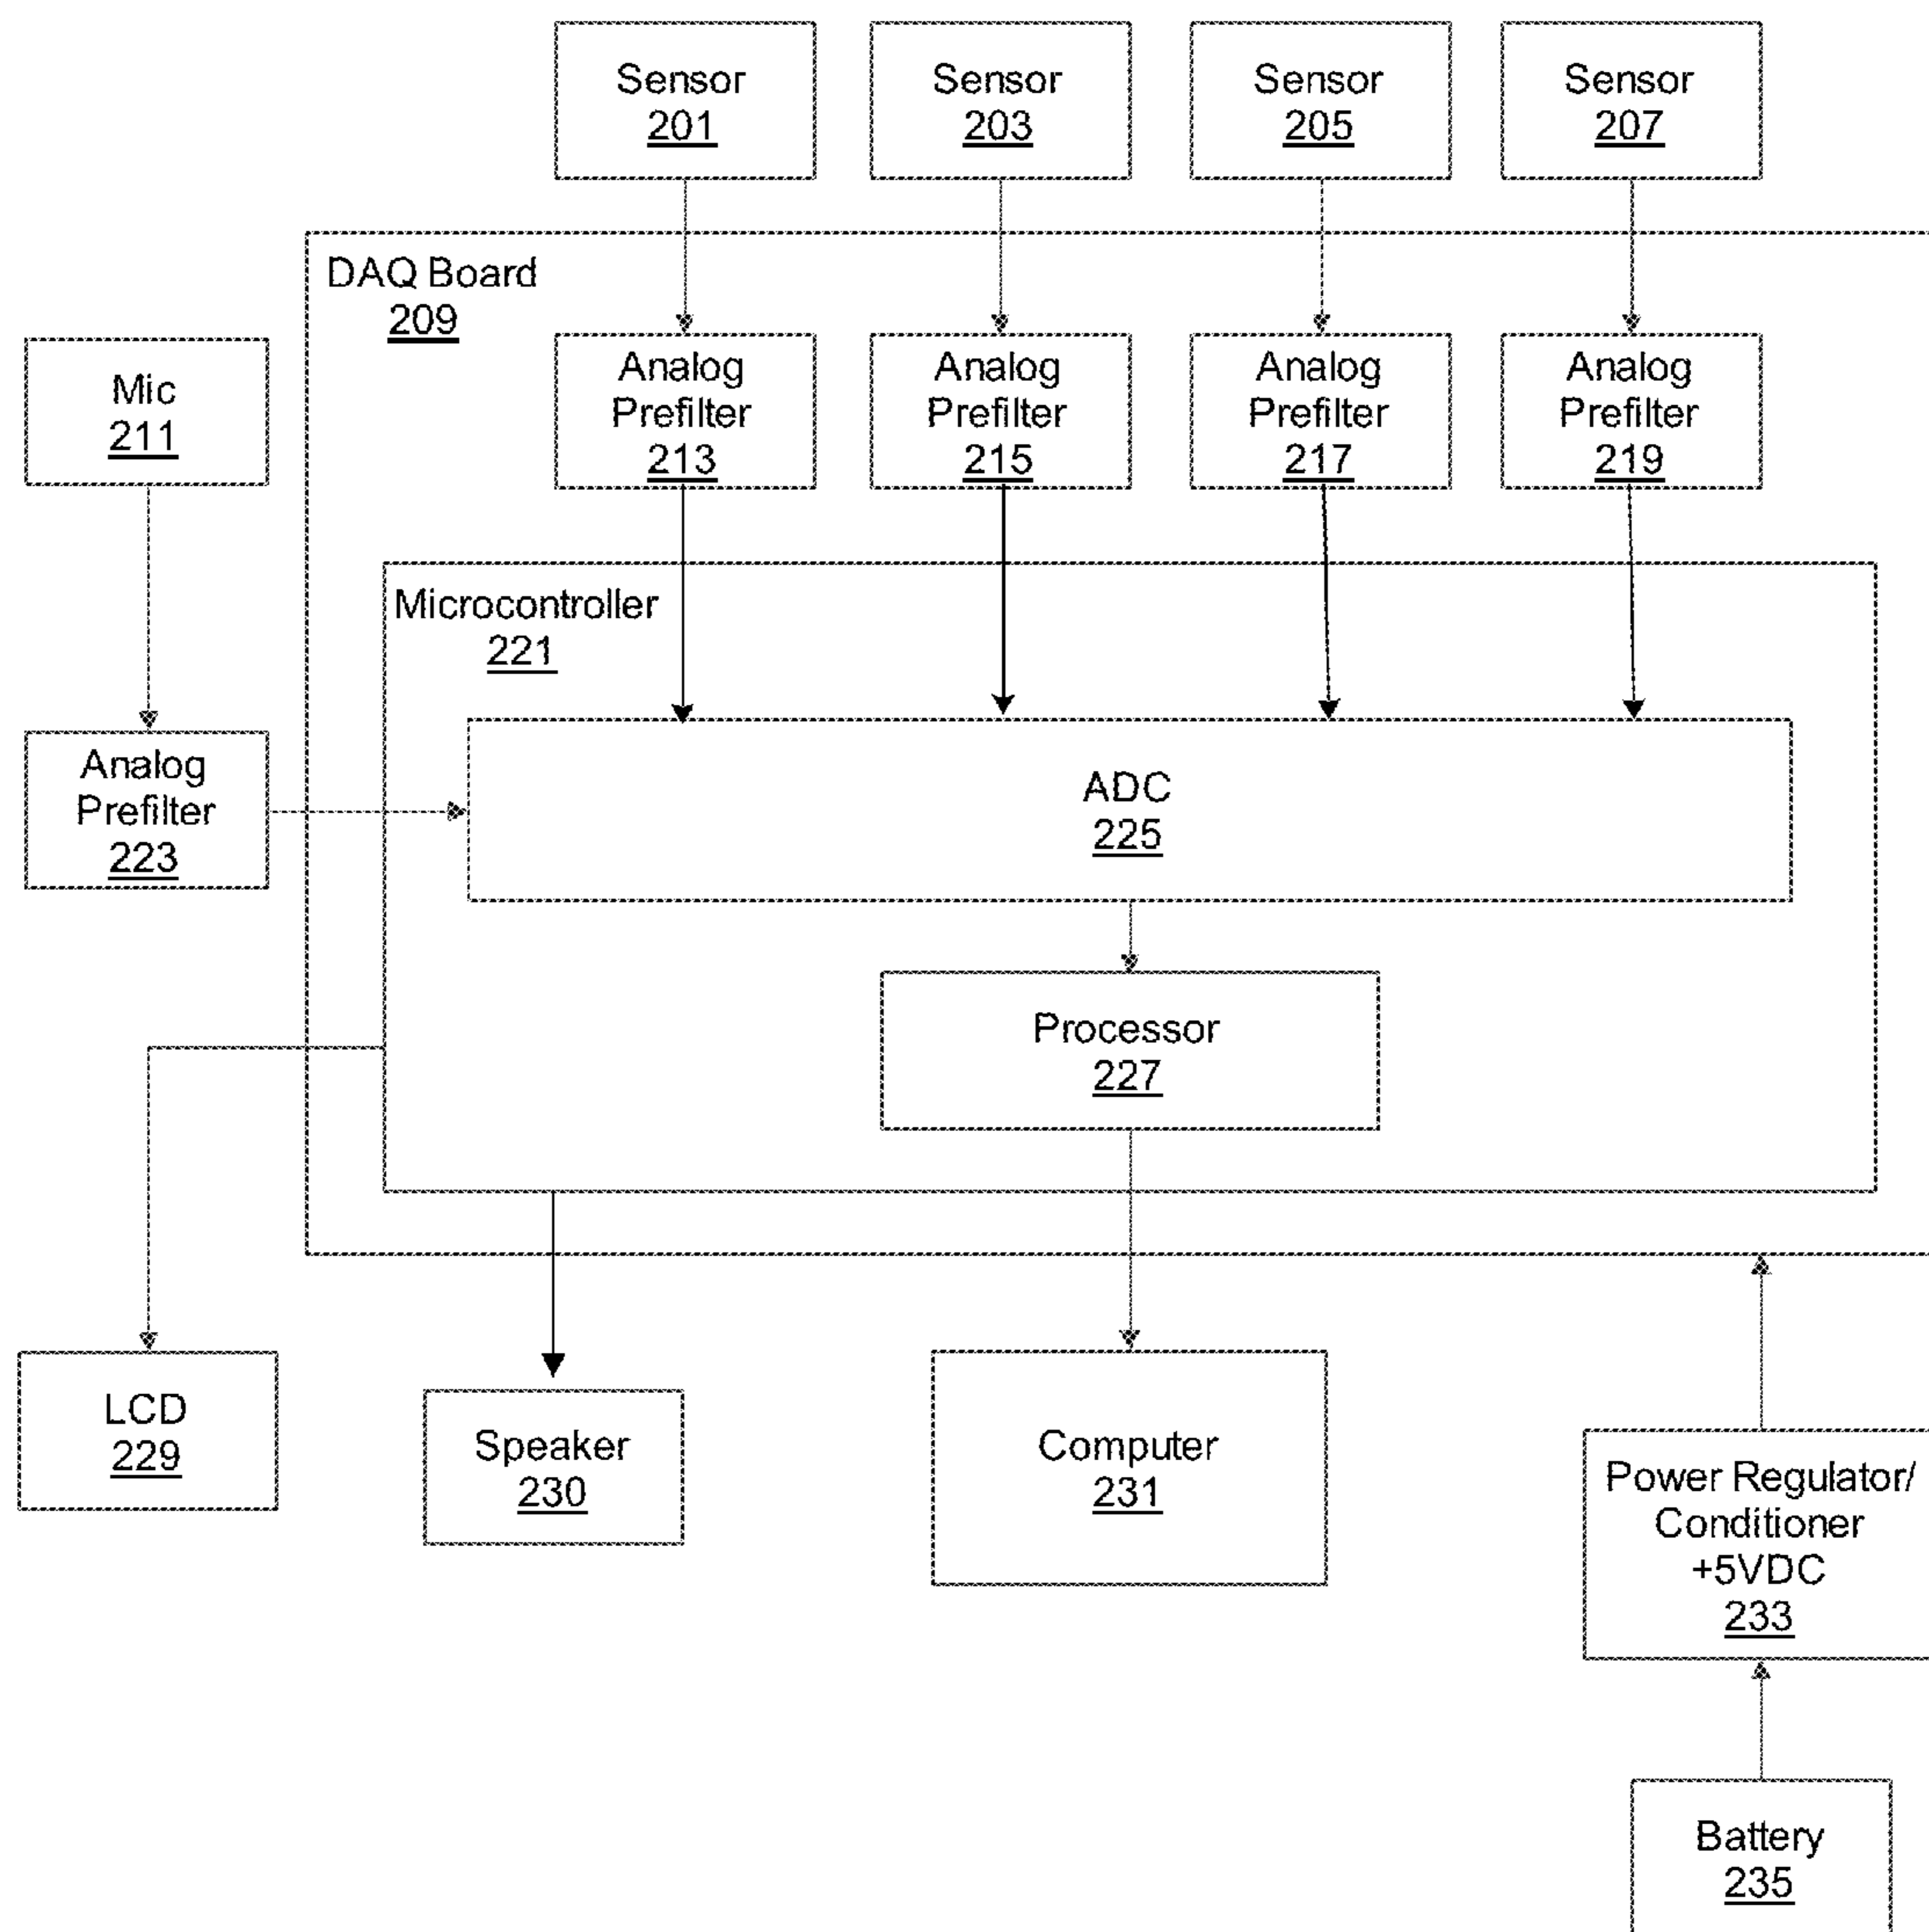 Sensor
201
Sensor
203
Sensor
205
Sensor
207
DAQ Board
209
Mic
211
Analog
Prefilter
213
Analog
Prefilter
215
Analog
Prefilter
217
Analog
Prefilter
219
Microcontroller
221
Analog
Prefilter
223
ADC
225
Processor
227
LCD
229
Speaker
230
Computer
231
Power Regulator/
Conditioner
+5VDC
233
Battery
235